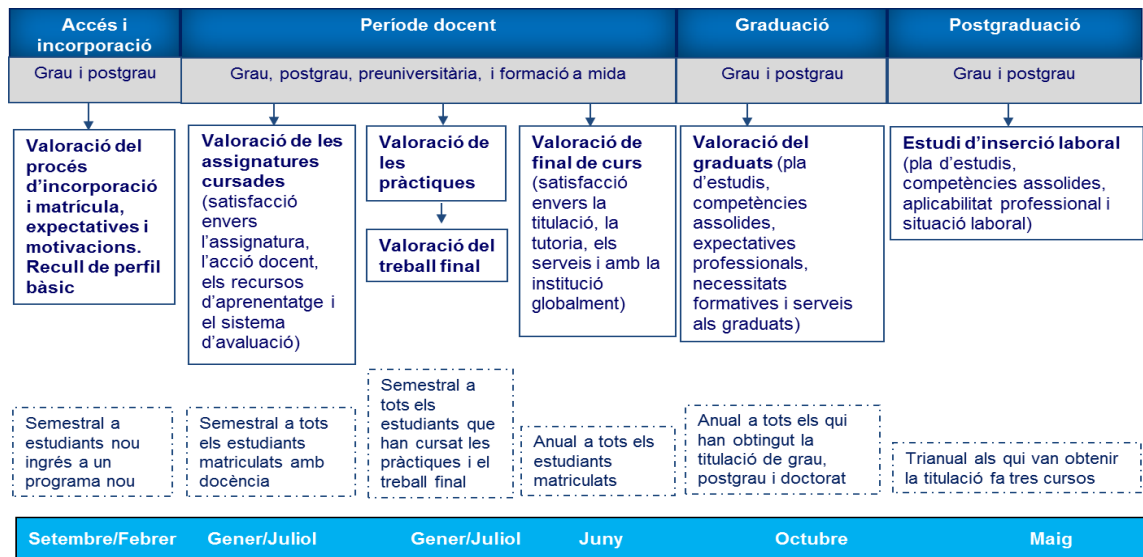 Accés i
incorporació
Període docent
Graduació
Postgraduació
Grau i postgrau
Grau, postgrau, preuniversitària, i formació a mida
Grau i postgrau
Grau i postgrau
Valoració del
procés
d’incorporació
i matrícula,
expectatives i
motivacions.
Recull de perfil
bàsic
Valoració de les
assignatures
cursades
(satisfacció
envers
l’assignatura,
l’acció docent,
els recursos
d’aprenentatge i
el sistema
d’avaluació)
Valoració de
les
pràctiques
Valoració del
treball final
Valoració de
final de curs
(satisfacció
envers la
titulació, la
tutoria, els
serveis i amb la
institució
globalment)
Valoració del
graduats (pla
d’estudis,
competències
assolides,
expectatives
professionals,
necessitats
formatives i serveis
als graduats)
Estudi d’inserció laboral
(pla d’estudis,
competències assolides,
aplicabilitat professional i
situació laboral)
Semestral a
estudiants nou
ingrés a un
programa nou
Semestral a tots
els estudiants
matriculats amb
docència
Semestral a
tots els
estudiants que
han cursat les
pràctiques i el
treball final
Anual a tots els
estudiants
matriculats
Anual a tots els qui
han obtingut la
titulació de grau,
postgrau i doctorat
Trianual als qui van obtenir
la titulació fa tres cursos
Setembre/Febrer
Gener/Juliol
Gener/Juliol
Juny
Octubre
Maig